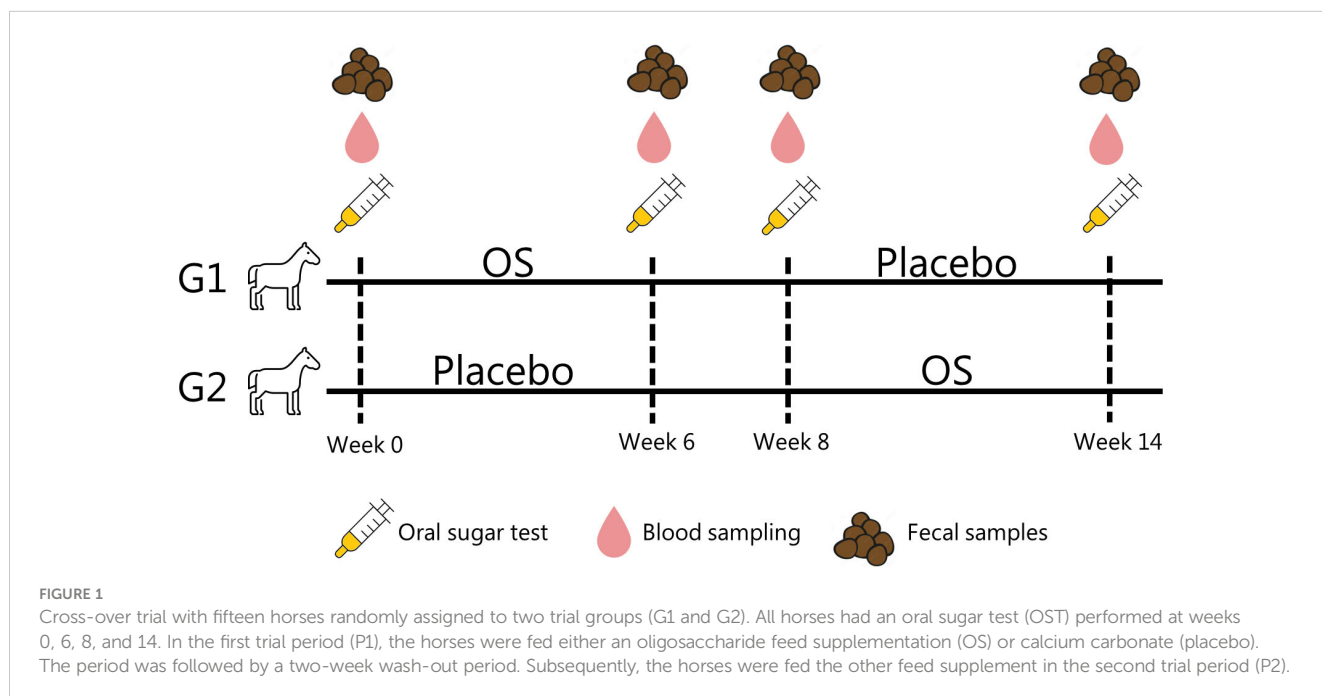 OS
Placebo
G1
Placebo
OS
G2
Week 0
Week 6
Week 8
Week 14
Oral sugar test
Blood sampling
Fecal samples
FIGURE 1
Cross-over trial with fifteen horses randomly assigned to two trial groups (G1 and G2). All horses had an oral sugar test (OST) performed at weeks
0, 6, 8, and 14. In the first trial period (P1), the horses were fed either an oligosaccharide feed supplementation (OS) or calcium carbonate (placebo).
The period was followed by a two-week wash-out period. Subsequently, the horses were fed the other feed supplement in the second trial period (P2).